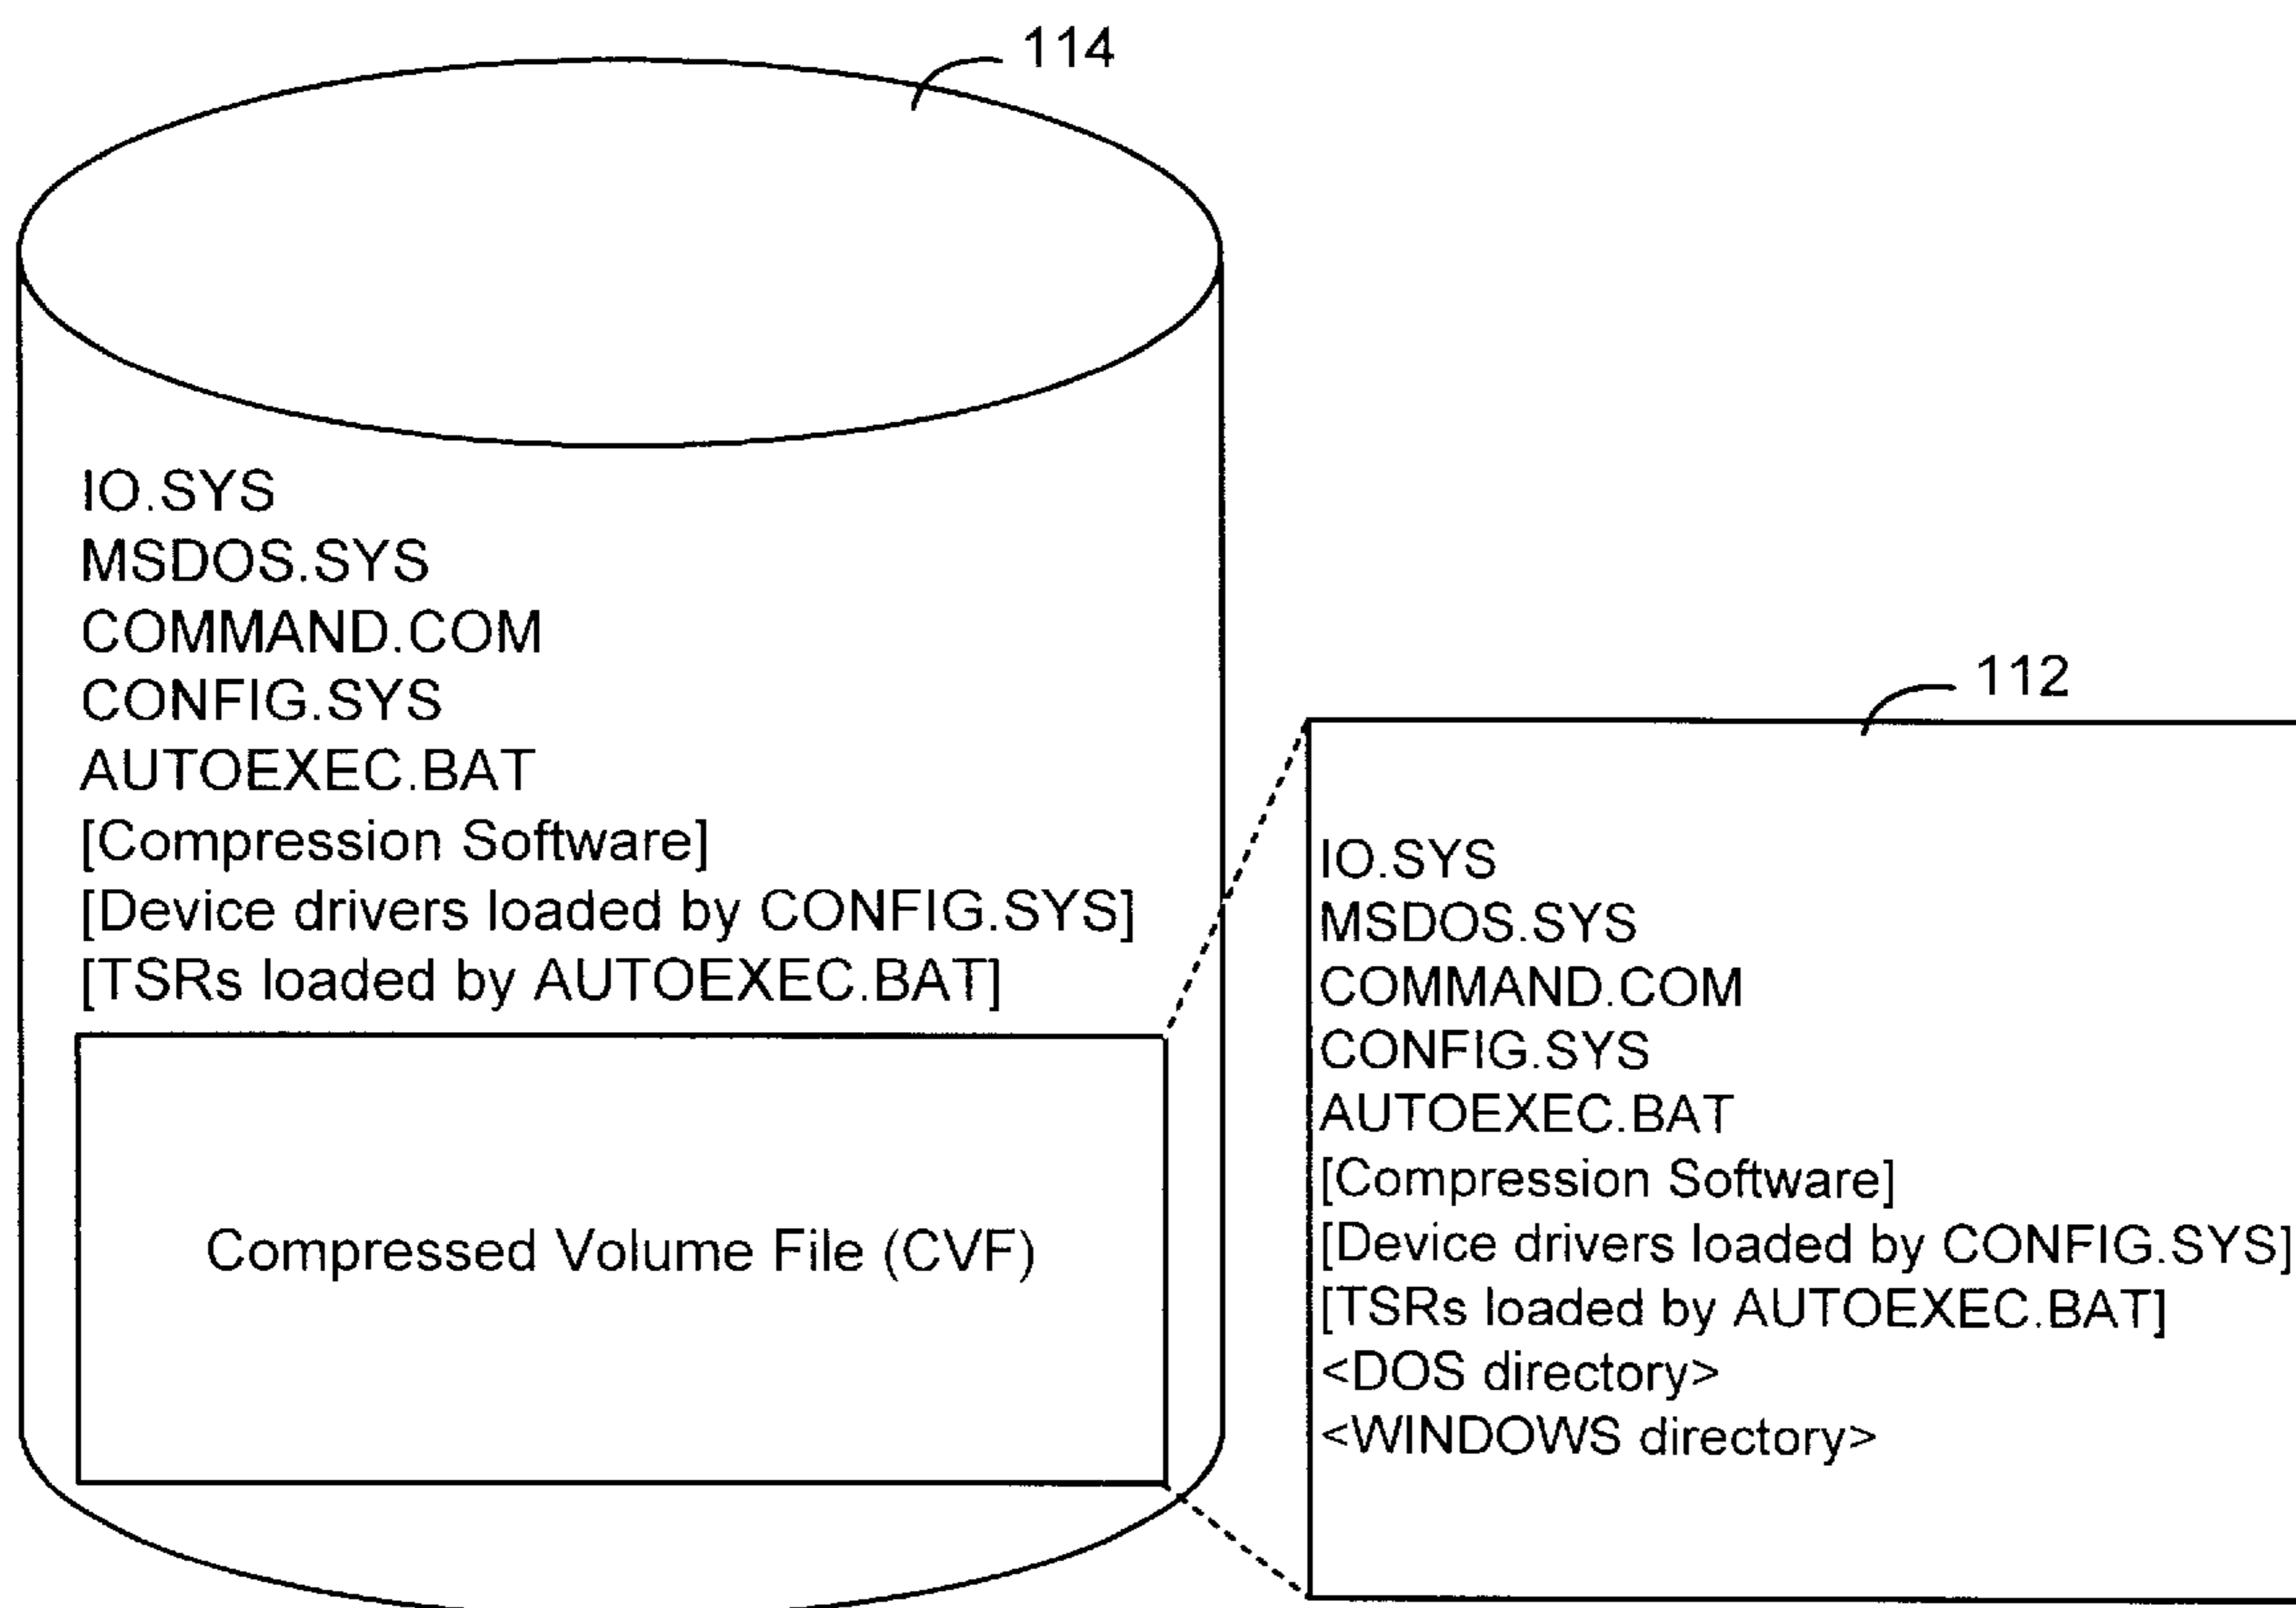 114
IO.SYS
MSDOS.SYS
COMMAND.COM
CONFIG.SYS
AUTOEXEC.BAT
[Compression Software]
[Device drivers loaded by CONFIG.SYS]
[TSRs loaded by AUTOEXEC.BAT]
Compressed Volume File (CVF)
112
IO.SYS
MSDOS.SYS
COMMAND.COM
CONFIG.SYS
AUTOEXEC.BAT
[Compression Software]
[Device drivers loaded by CONFIG.SYS]
[TSRs loaded by AUTOEXEC.BAT]
<DOS directory>
<WINDOWS directory>